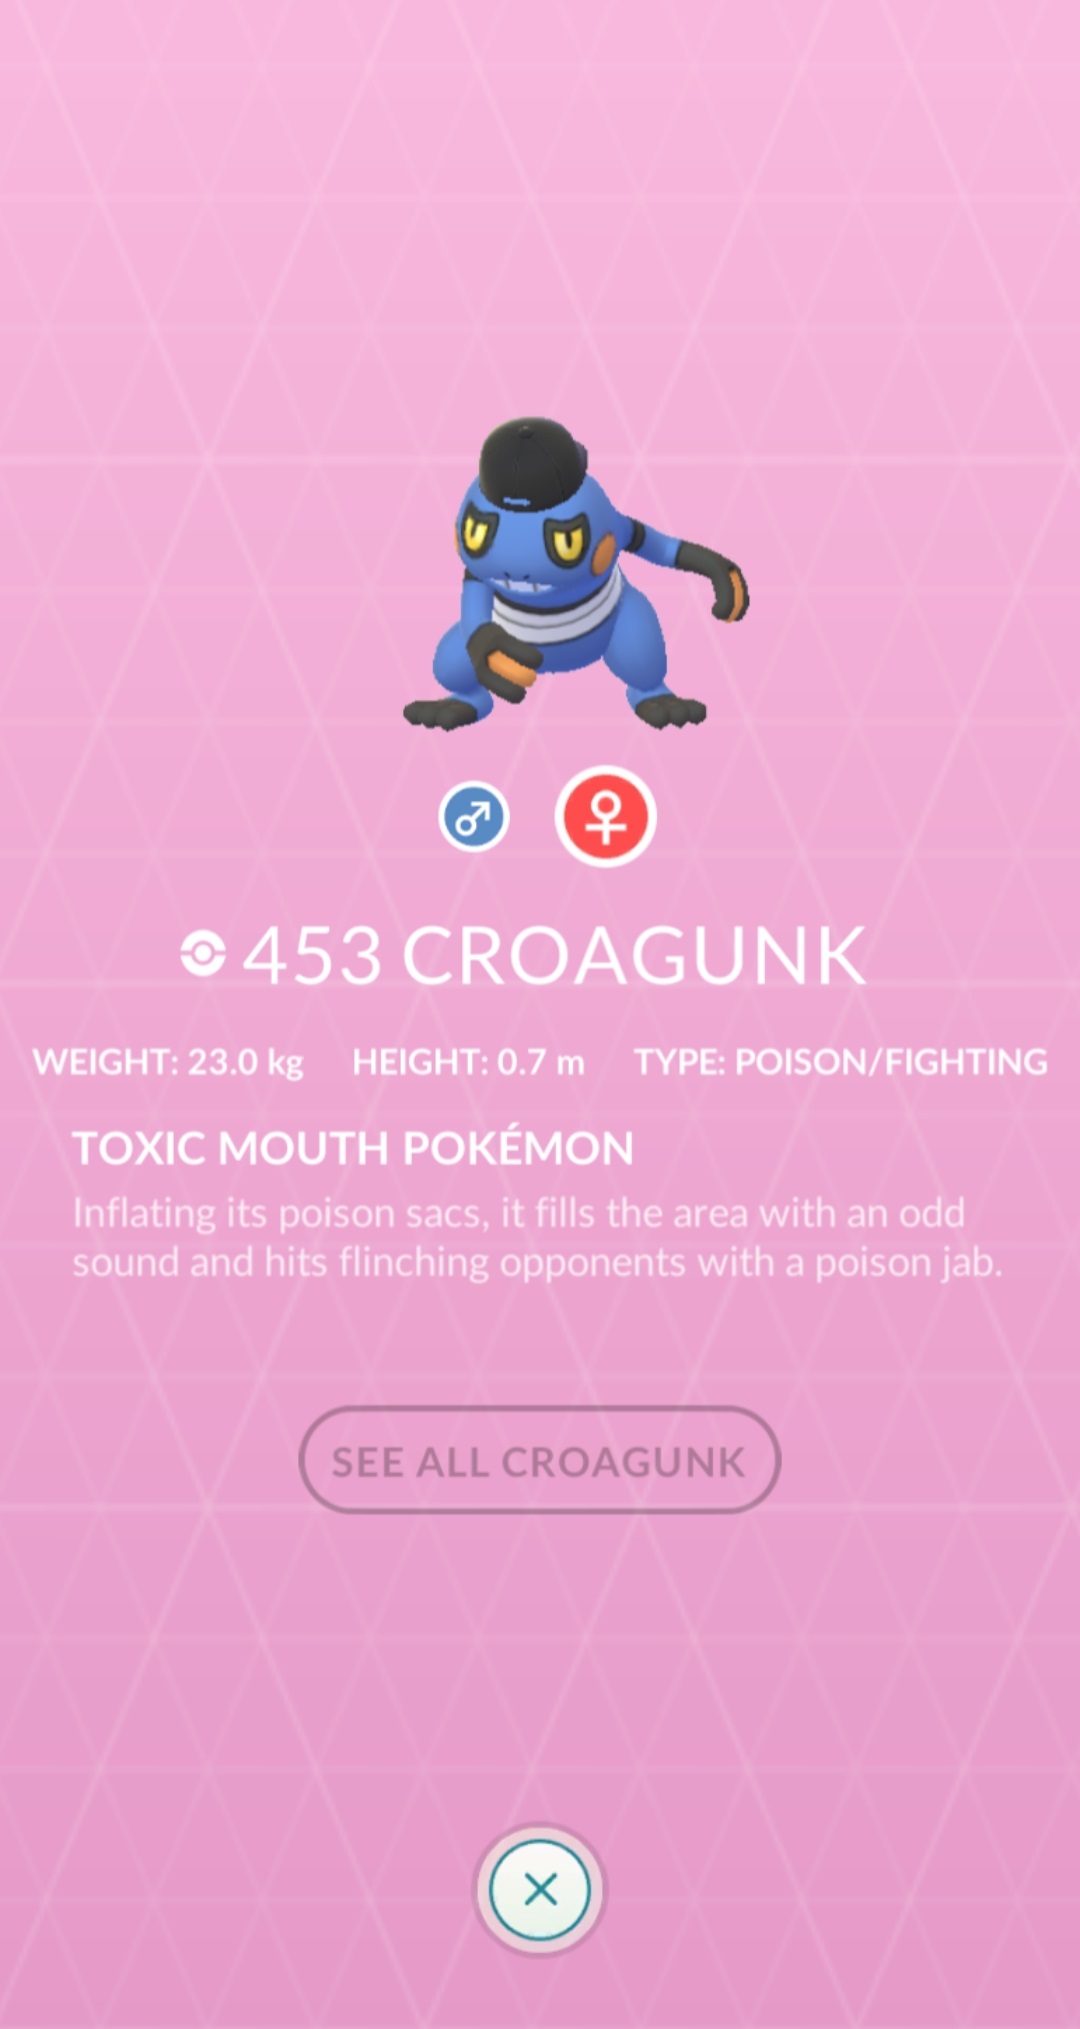 453 CROAGUNK
WEIGHT: 23.0 kg HEIGHT: 0.7 m TYPE: POISON/FIGHTING
TOXIC MOUTH POKÉMON
Inflating its poison sacs, it fills the area with an odd
sound and hits flinching opponents with a poison jab.
SEE ALL CROAGUNK